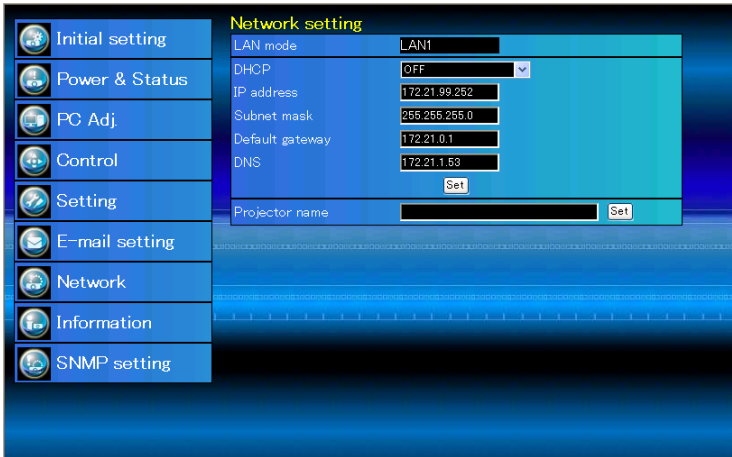 Initial setting
Power & Status
PC Adj.
Control
Setting
E-mail setting
Network
Information
SNMP setting
Network setting
LAN mode LAN1
DHCP OFF
IP address 172.21.99.252
Subnet mask 255.255.255.0
Default gateway 172.21.0.1
DNS 172.21.1.53
Set
Projector name Set